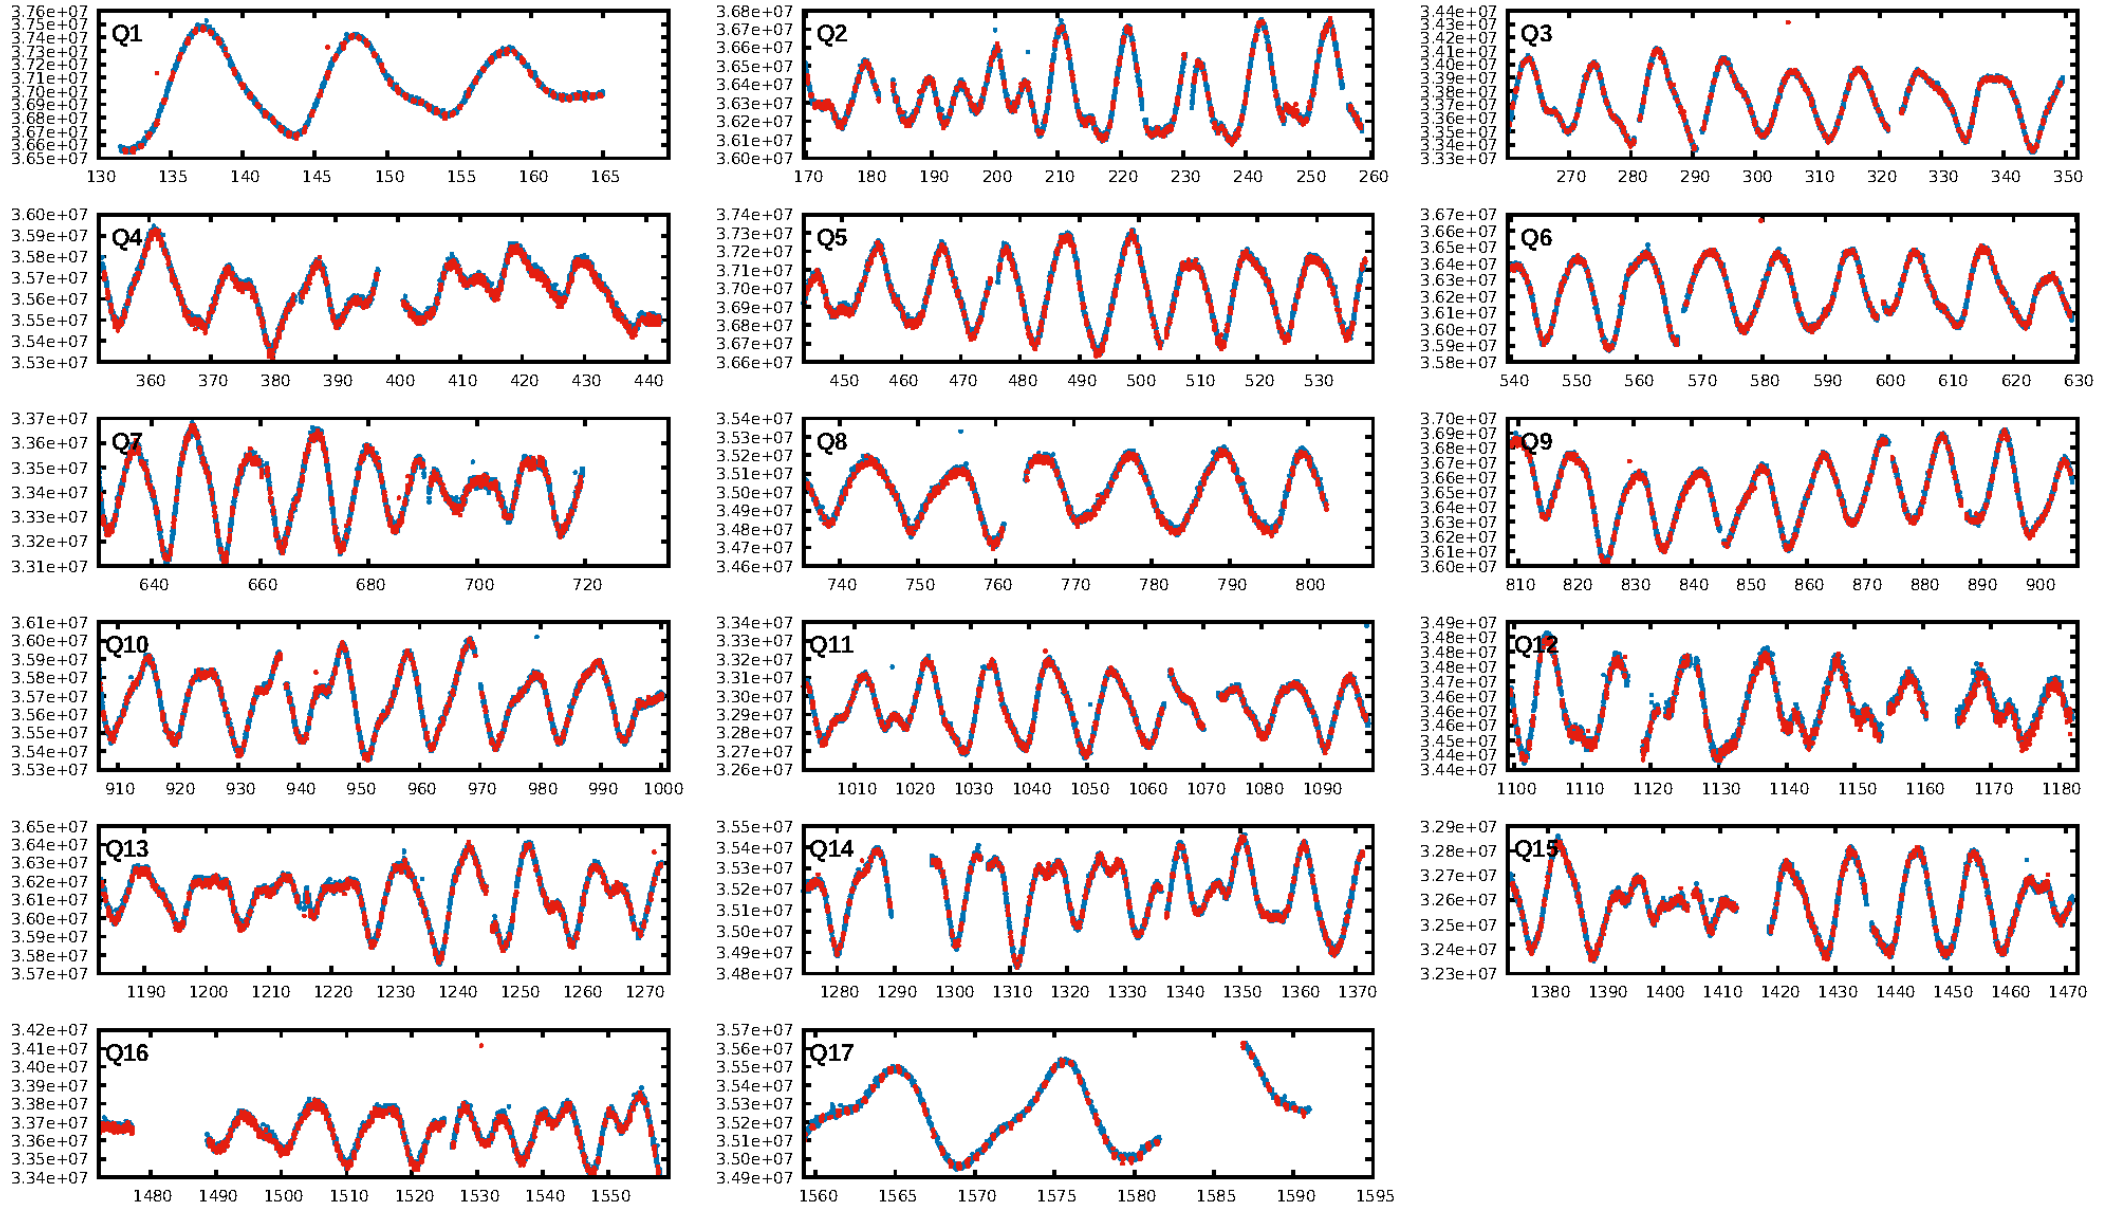 3.76e+07
3.75e+07
3.74e+07
3.73e+07
3.72e+07
3.71e+07
3.70e+07
3.69e+07
3.68e+07
3.67e+07
3.66e+07
3.65e+07
Q1
130 135 140 145 150 155 160 165
3.68e+07
3.67e+07
3.66e+07
3.65e+07
3.64e+07
3.63e+07
3.62e+07
3.61e+07
3.60e+07
Q2
170 180 190 200 210 220 230 240 250 260
3.44e+07
3.43e+07
3.42e+07
3.41e+07
3.40e+07
3.39e+07
3.38e+07
3.37e+07
3.36e+07
3.35e+07
3.34e+07
3.33e+07
Q3
270 280 290 300 310 320 330 340 350
3.60e+07
3.59e+07
3.58e+07
3.57e+07
3.56e+07
3.55e+07
3.54e+07
3.53e+07
Q4
360 370 380 390 400 410 420 430 440
3.74e+07
3.73e+07
3.72e+07
3.71e+07
3.70e+07
3.69e+07
3.68e+07
3.67e+07
3.66e+07
Q5
450 460 470 480 490 500 510 520 530
3.67e+07
3.66e+07
3.65e+07
3.64e+07
3.63e+07
3.62e+07
3.61e+07
3.60e+07
3.59e+07
3.58e+07
Q6
540 550 560 570 580 590 600 610 620 630
3.37e+07
3.36e+07
3.35e+07
3.34e+07
3.33e+07
3.32e+07
3.31e+07
Q7
640 660 680 700 720
3.54e+07
3.53e+07
3.52e+07
3.51e+07
3.50e+07
3.49e+07
3.48e+07
3.47e+07
3.46e+07
Q8
740 750 760 770 780 790 800
3.70e+07
3.69e+07
3.68e+07
3.67e+07
3.66e+07
3.65e+07
3.64e+07
3.63e+07
3.62e+07
3.61e+07
3.60e+07
Q9
810 820 830 840 850 860 870 880 890 900
3.61e+07
3.60e+07
3.59e+07
3.58e+07
3.57e+07
3.56e+07
3.55e+07
3.54e+07
3.53e+07
Q10
910 920 930 940 950 960 970 980 990 1000
3.34e+07
3.33e+07
3.32e+07
3.31e+07
3.30e+07
3.29e+07
3.28e+07
3.27e+07
3.26e+07
Q11
1010 1020 1030 1040 1050 1060 1070 1080 1090
3.49e+07
3.48e+07
3.48e+07
3.48e+07
3.47e+07
3.46e+07
3.46e+07
3.46e+07
3.45e+07
3.44e+07
3.44e+07
Q12
1100 1110 1120 1130 1140 1150 1160 1170 1180
3.65e+07
3.64e+07
3.63e+07
3.62e+07
3.61e+07
3.60e+07
3.59e+07
3.58e+07
3.57e+07
Q13
1190 1200 1210 1220 1230 1240 1250 1260 1270
3.55e+07
3.54e+07
3.53e+07
3.52e+07
3.51e+07
3.50e+07
3.49e+07
3.48e+07
Q14
1280 1290 1300 1310 1320 1330 1340 1350 1360 1370
3.29e+07
3.28e+07
3.27e+07
3.26e+07
3.25e+07
3.24e+07
3.23e+07
Q15
1380 1390 1400 1410 1420 1430 1440 1450 1460 1470
3.42e+07
3.41e+07
3.40e+07
3.39e+07
3.38e+07
3.37e+07
3.36e+07
3.35e+07
3.34e+07
Q16
1480 1490 1500 1510 1520 1530 1540 1550
3.57e+07
3.56e+07
3.55e+07
3.54e+07
3.53e+07
3.52e+07
3.51e+07
3.50e+07
3.49e+07
Q17
1560 1565 1570 1575 1580 1585 1590 1595